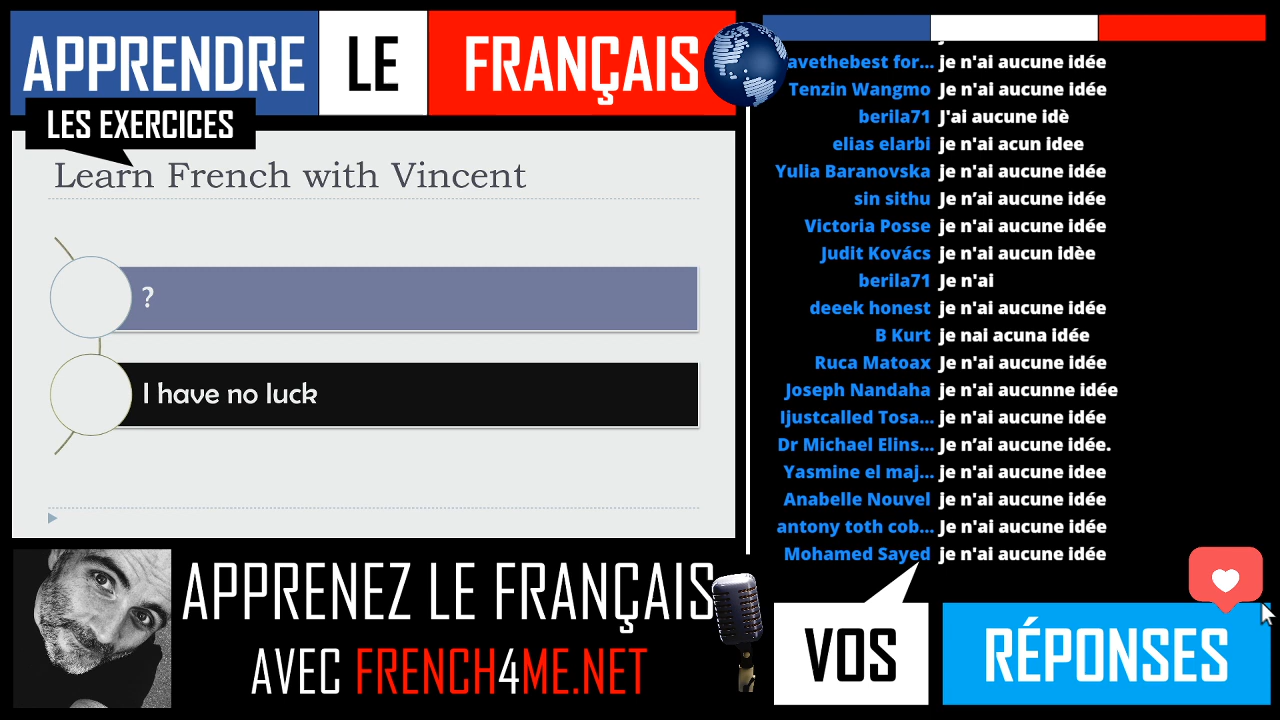 APPRENDRE LE FRANÇAIS
LES EXERCICES
Learn French with Vincent
?
I have no luck
APPRENEZ LE FRANÇAIS
AVEC FRENCH4ME.NET
avethebest for... je n'ai aucune idée
Tenzin Wangmo Je n'ai aucune idée
berila71 J'ai aucune idè
elias elarbi je n'ai acun idee
Yulia Baranovska je n'ai aucune idée
sin sithu Je n’ai aucune idée
Victoria Posse je n'ai aucune idée
Judit Kovács je n'ai aucun idèe
berila71 Je n'ai
deeek honest je n'ai aucune idée
B Kurt je nai acuna idée
Ruca Matoax Je n'ai aucune idée
Joseph Nandaha je n'ai aucunne idée
Ijustcalled Tosa... je n'ai aucune idée
Dr Michael Elins... Je n’ai aucune idée.
Yasmine el maj... je n'ai aucune idee
Anabelle Nouvel je n'ai aucune idée
antony toth cob... Je n'ai aucune idée
Mohamed Sayed je n'ai aucune idée
VOS RÉPONSES